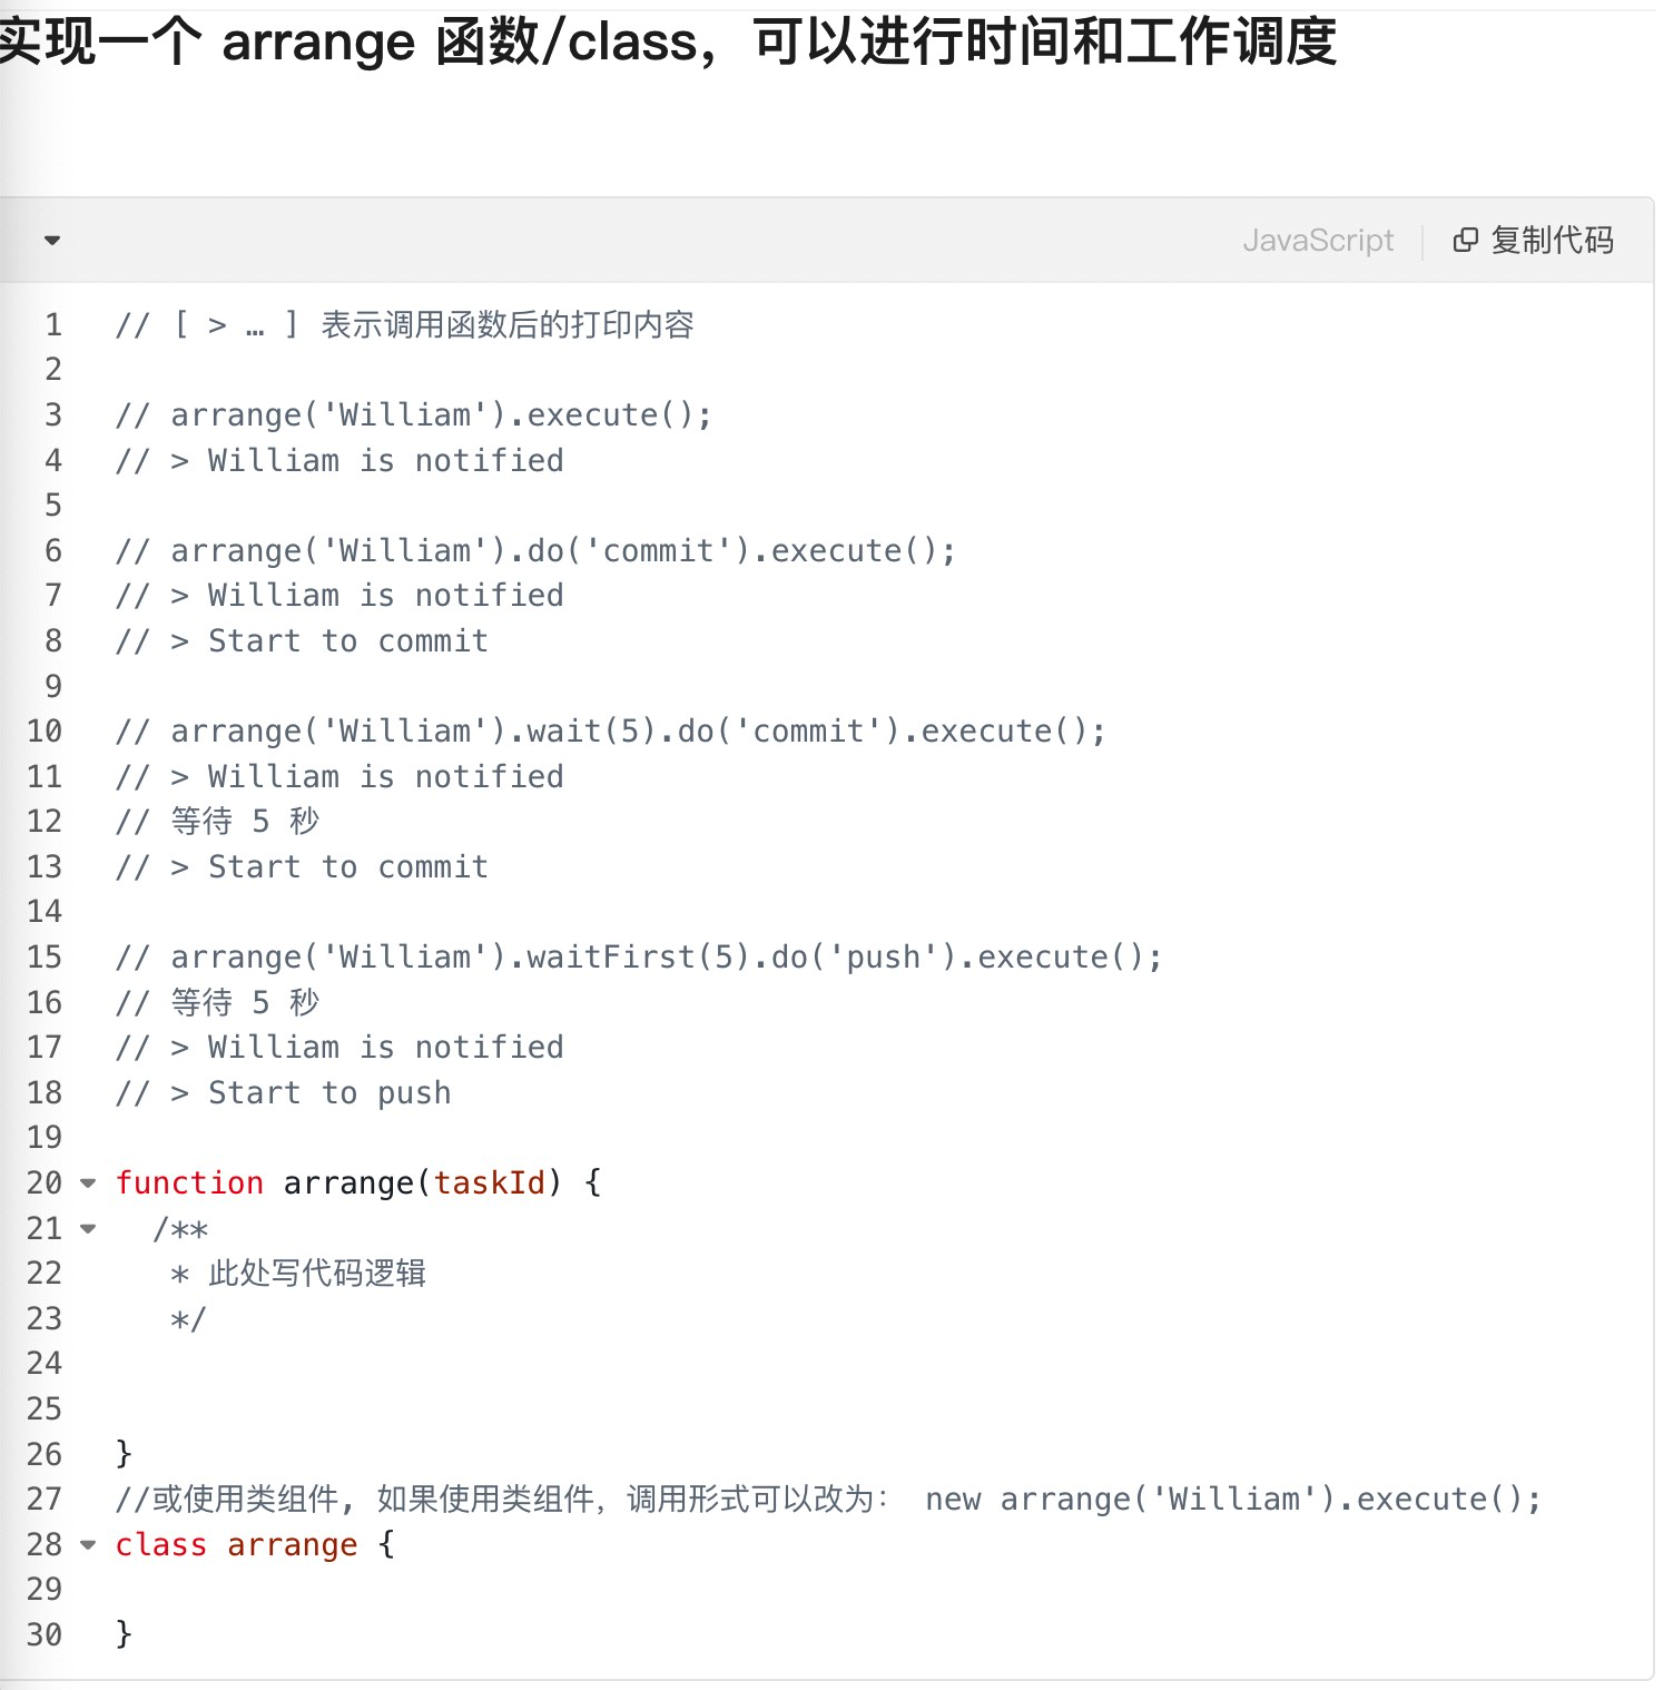 实现一个 arrange 函数/class，可以进行时间和工作调度
JavaScript 复制代码
1 // [ > … ] 表示调用函数后的打印内容
2
3 // arrange('William').execute();
4 // > William is notified
5
6 // arrange('William').do('commit').execute();
7 // > William is notified
8 // > Start to commit
9
10 // arrange('William').wait(5).do('commit').execute();
11 // > William is notified
12 // 等待 5 秒
13 // > Start to commit
14
15 // arrange('William').waitFirst(5).do('push').execute();
16 // 等待 5 秒
17 // > William is notified
18 // > Start to push
19
20 function arrange(taskId) {
21 /**
22 * 此处写代码逻辑
23 */
24
25
26 }
27 //或使用类组件，如果使用类组件，调用形式可以改为： new arrange('William').execute();
28 class arrange {
29
30 }